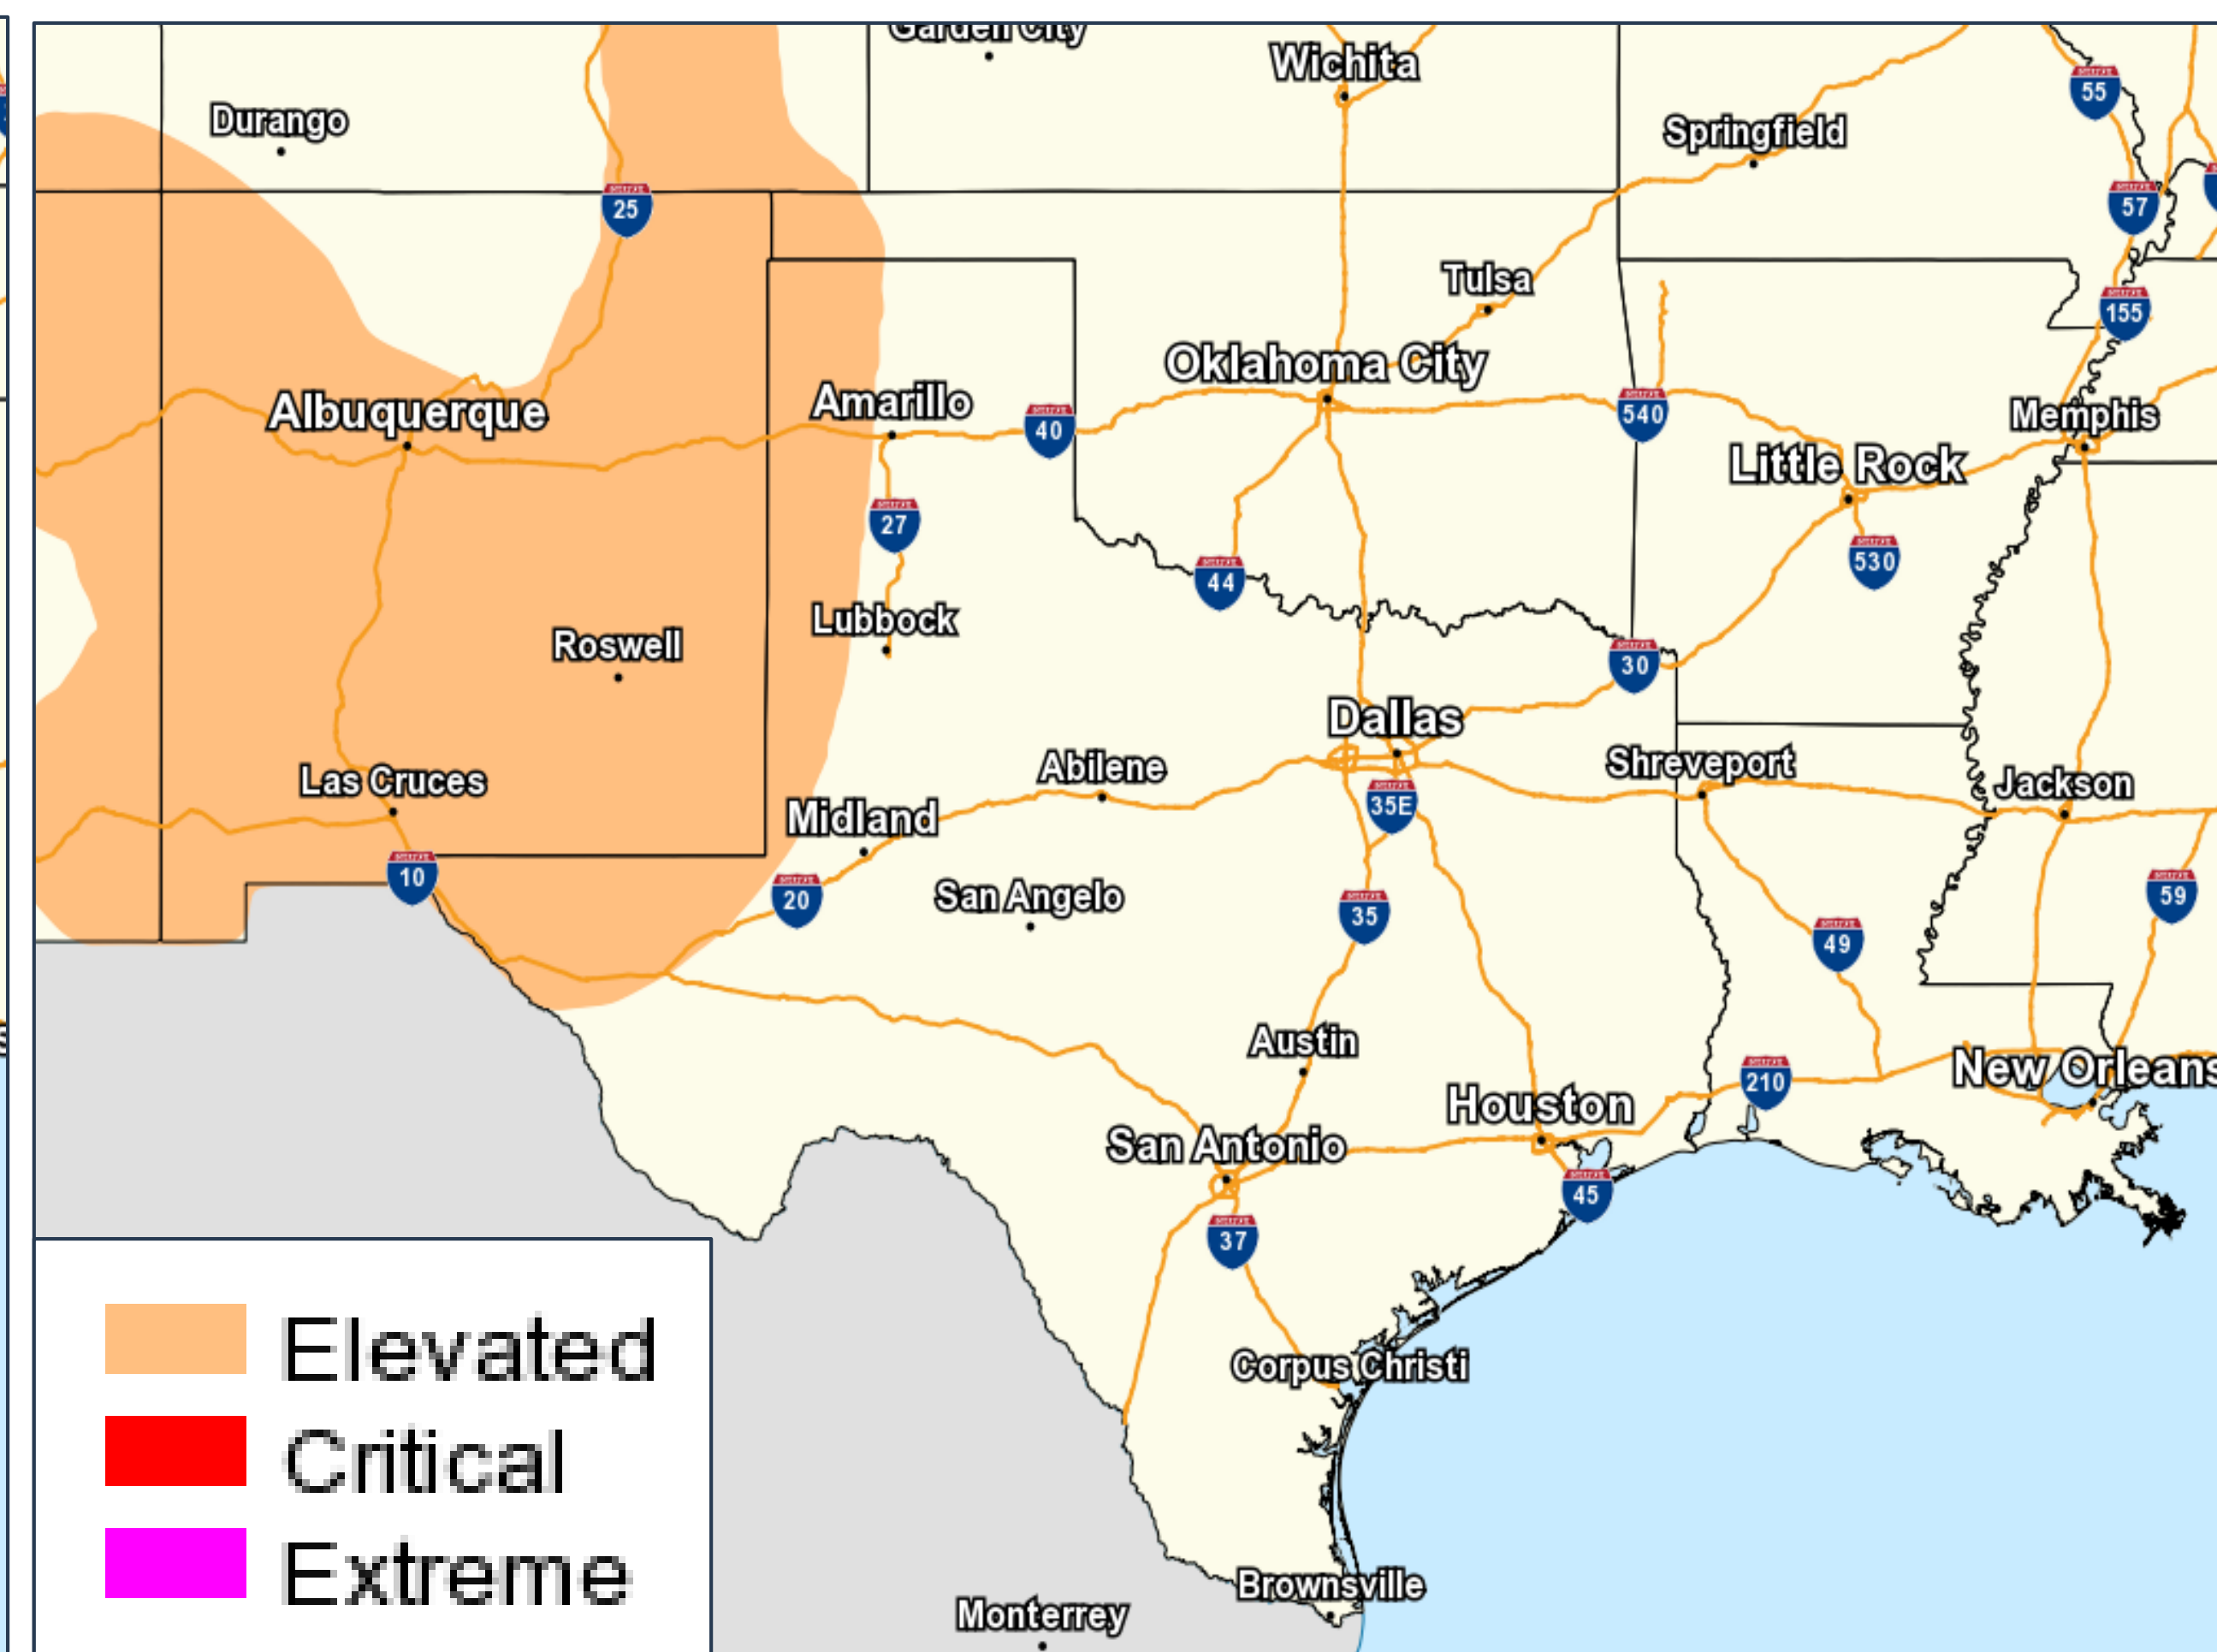 Garden City
Wichita
55
Durango
Springfield
25
57
Tulsa
155
Oklahoma City
Amarillo
Albuquerque
40
540
Memphis
Little Rock
27
530
44
Lubbock
Roswell
30
Dallas
Las Cruces
Abilene
Shreveport
Jackson
Midland
35E
10
20
San Angelo
35
59
49
Austin
New Orleans
210
Houston
San Antonio
45
37
Elevated
Corpus Christi
Critical
Extreme
Brownsville
Monterrey